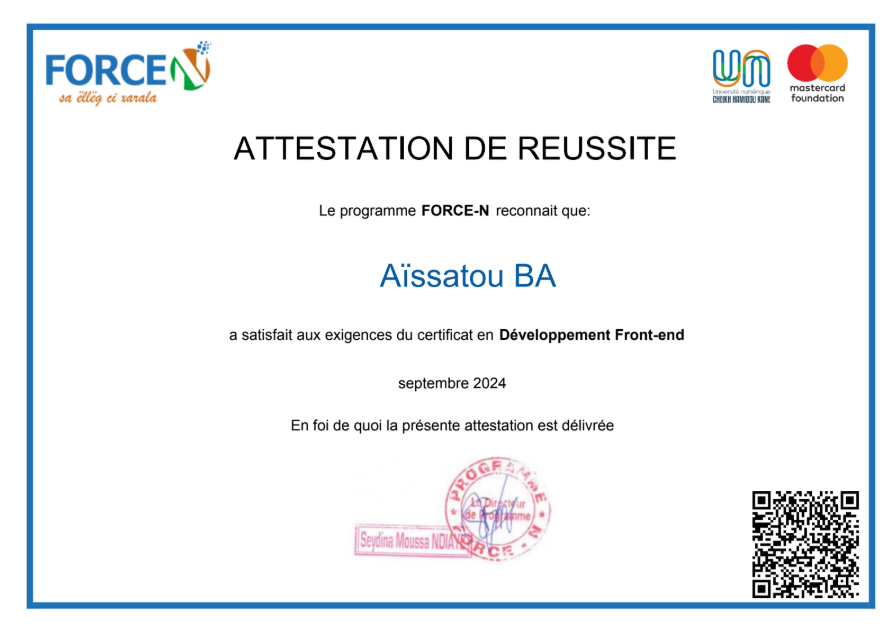 FORCEN
sa ëllëg ci xarala
Université numérique
CHEIKH HAMIDOU KANE
mastercard
foundation
ATTESTATION DE REUSSITE
Le programme FORCE-N reconnait que:
Aïssatou BA
a satisfait aux exigences du certificat en Développement Front-end
septembre 2024
En foi de quoi la présente attestation est délivrée
PROGRAMME
Le Directeur
de Programme
Seydina Moussa NDIAYE
FORCE - N